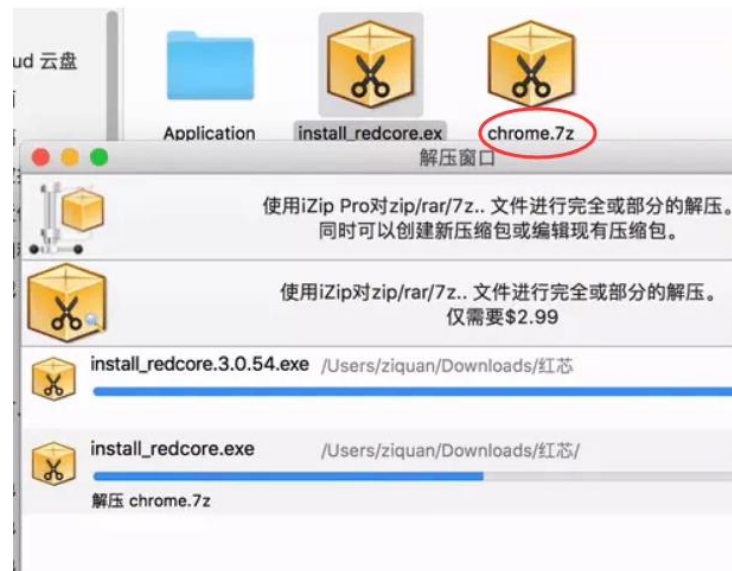 ud 云盘
Application
install_redcore.ex
chrome.7z
解压窗口
使用iZip Pro对zip/rar/7z.. 文件进行完全或部分的解压。
同时可以创建新压缩包或编辑现有压缩包。
使用iZip对zip/rar/7z.. 文件进行完全或部分的解压。
仅需要$2.99
install_redcore.3.0.54.exe /Users/ziquan/Downloads/红芯
install_redcore.exe /Users/ziquan/Downloads/红芯/
解压 chrome.7z